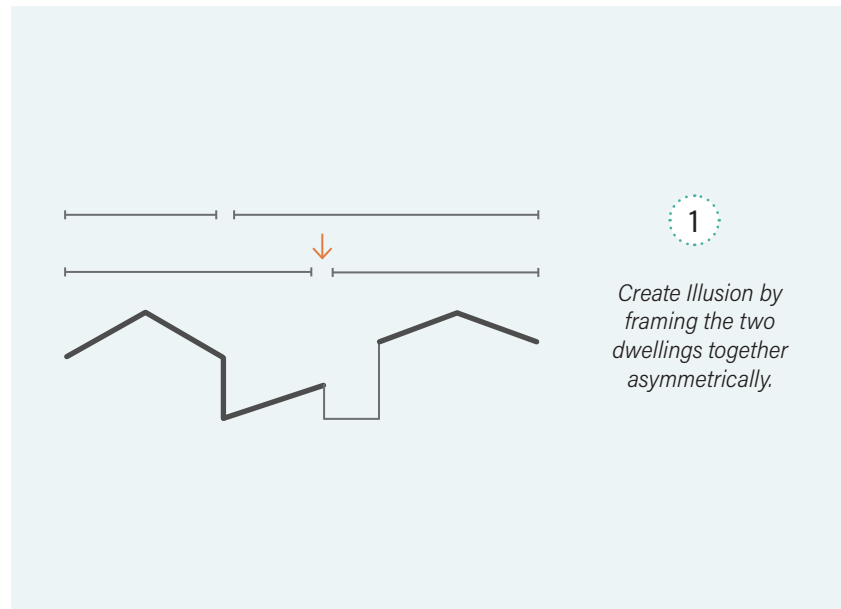 1
Create Illusion by
framing the two
dwellings together
asymmetrically.